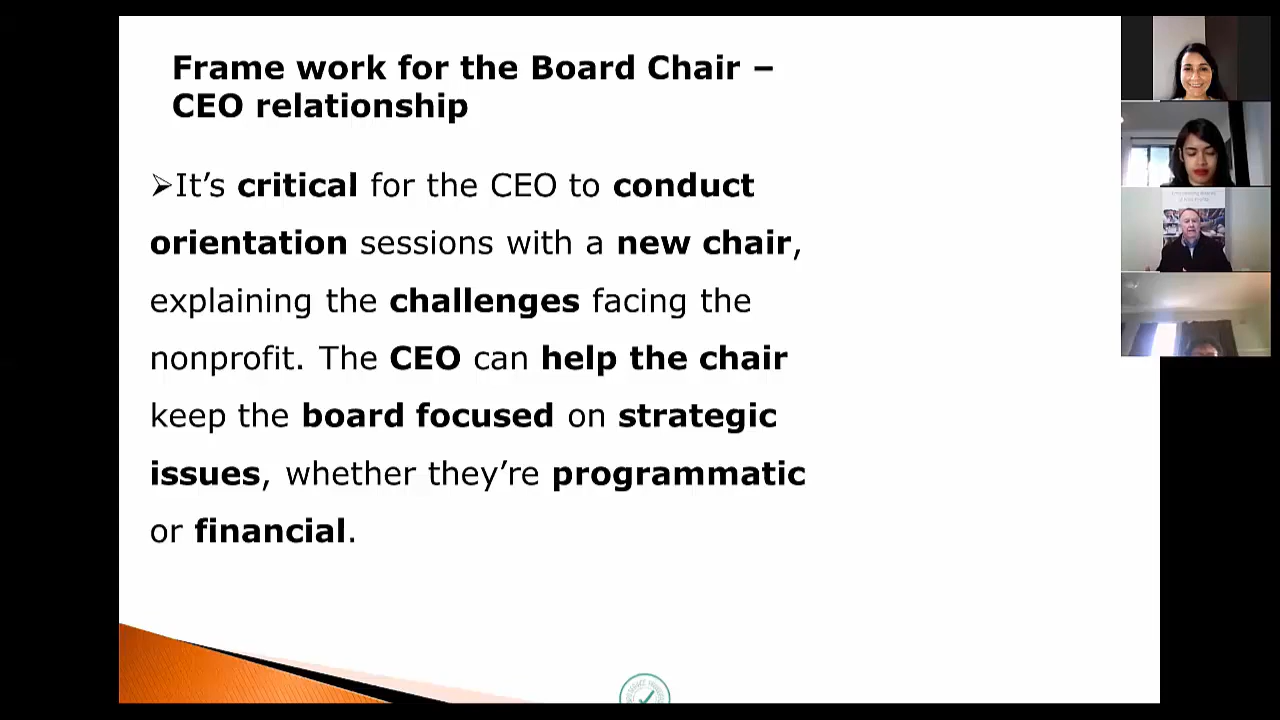 Frame work for the Board Chair –
CEO relationship
➢It’s critical for the CEO to conduct
orientation sessions with a new chair,
explaining the challenges facing the
nonprofit. The CEO can help the chair
keep the board focused on strategic
issues, whether they’re programmatic
or financial.